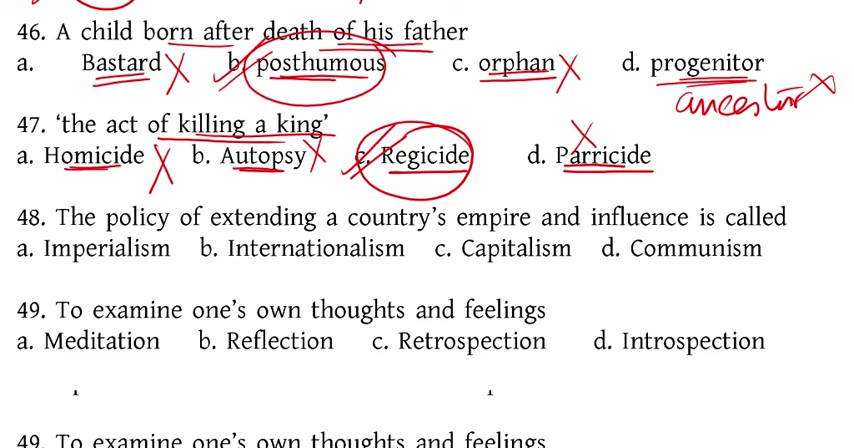 46. A child born after death of his father
a. Bastard b. posthumous c. orphan d. progenitor
ancestor
47. ‘the act of killing a king’
a. Homicide b. Autopsy c. Regicide d. Parricide
48. The policy of extending a country’s empire and influence is called
a. Imperialism b. Internationalism c. Capitalism d. Communism
49. To examine one’s own thoughts and feelings
a. Meditation b. Reflection c. Retrospection d. Introspection
49. To examine one’s own thoughts and feelings